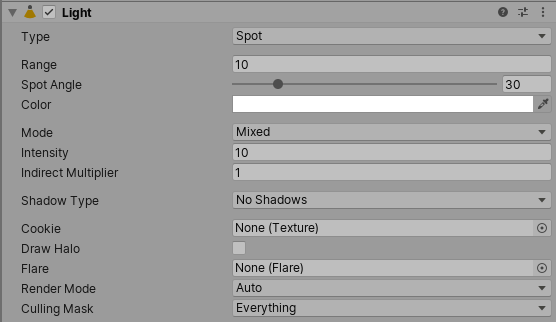 Light
Type Spot
Range 10
Spot Angle 30
Color
Mode Mixed
Intensity 10
Indirect Multiplier 1
Shadow Type No Shadows
Cookie None (Texture)
Draw Halo
Flare None (Flare)
Render Mode Auto
Culling Mask Everything